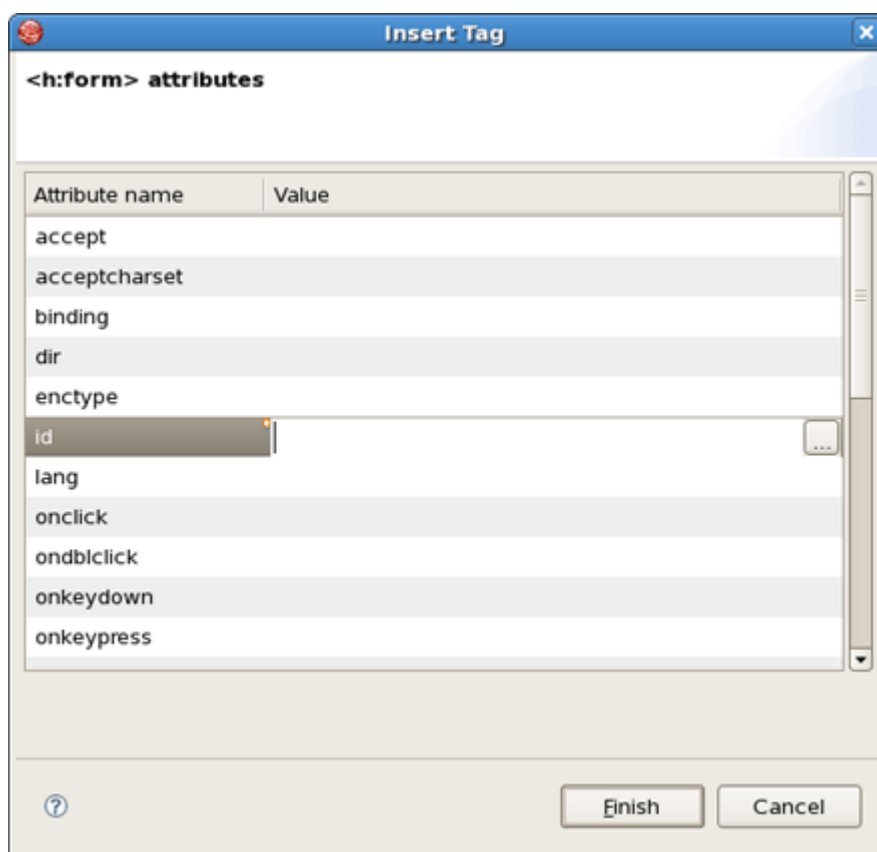 Insert Tag
<h:form> attributes
Attribute name Value
accept
acceptcharset
binding
dir
enctype
id
...
lang
onclick
ondblclick
onkeydown
onkeypress
?
Finish Cancel